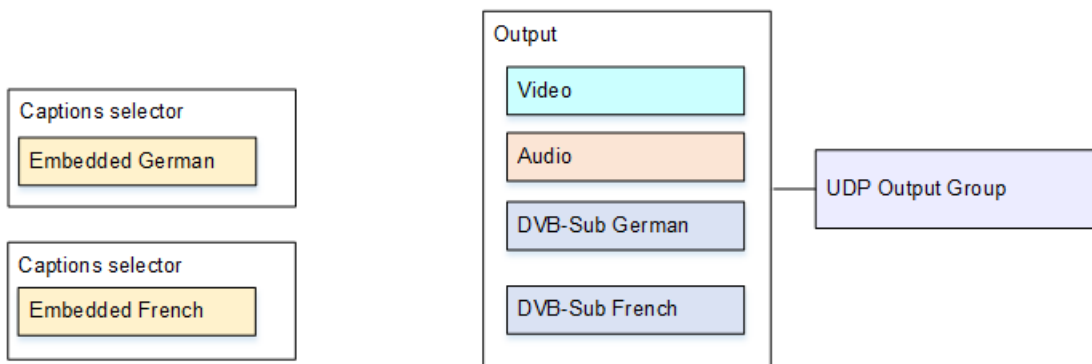 Captions selector
Embedded German
Captions selector
Embedded French
Output
Video
Audio
DVB-Sub German
DVB-Sub French
UDP Output Group